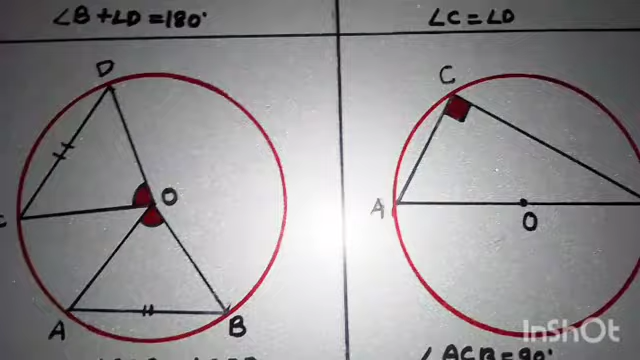 ∠B + ∠D = 180°
∠C = ∠D
D
O
A
B
C
A
O
∠ACB = 90°
InShOt